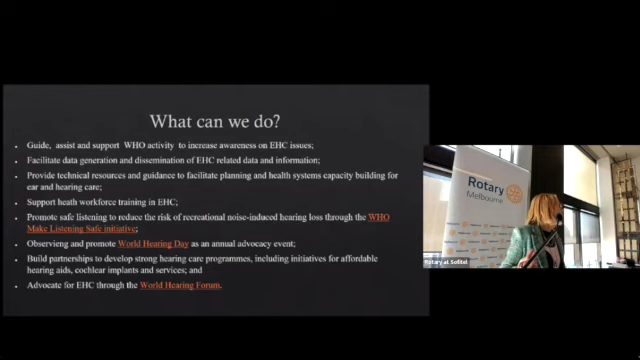 What can we do?
Guide, assist and support WHO activity to increase awareness on EHC issues;
Facilitate data generation and dissemination of EHC related data and information;
Provide technical resources and guidance to facilitate planning and health systems capacity building for
ear and hearing care;
Support heath workforce training in EHC;
Promote safe listening to reduce the risk of recreational noise-induced hearing loss through the WHO
Make Listening Safe initiative;
Observieng and promote World Hearing Day as an annual advocacy event;
Build partnerships to develop strong hearing care programmes, including initiatives for affordable
hearing aids, cochlear implants and services; and
Advocate for EHC through the World Hearing Forum.
Rotary
Melbourne
Rotary at Sofitel